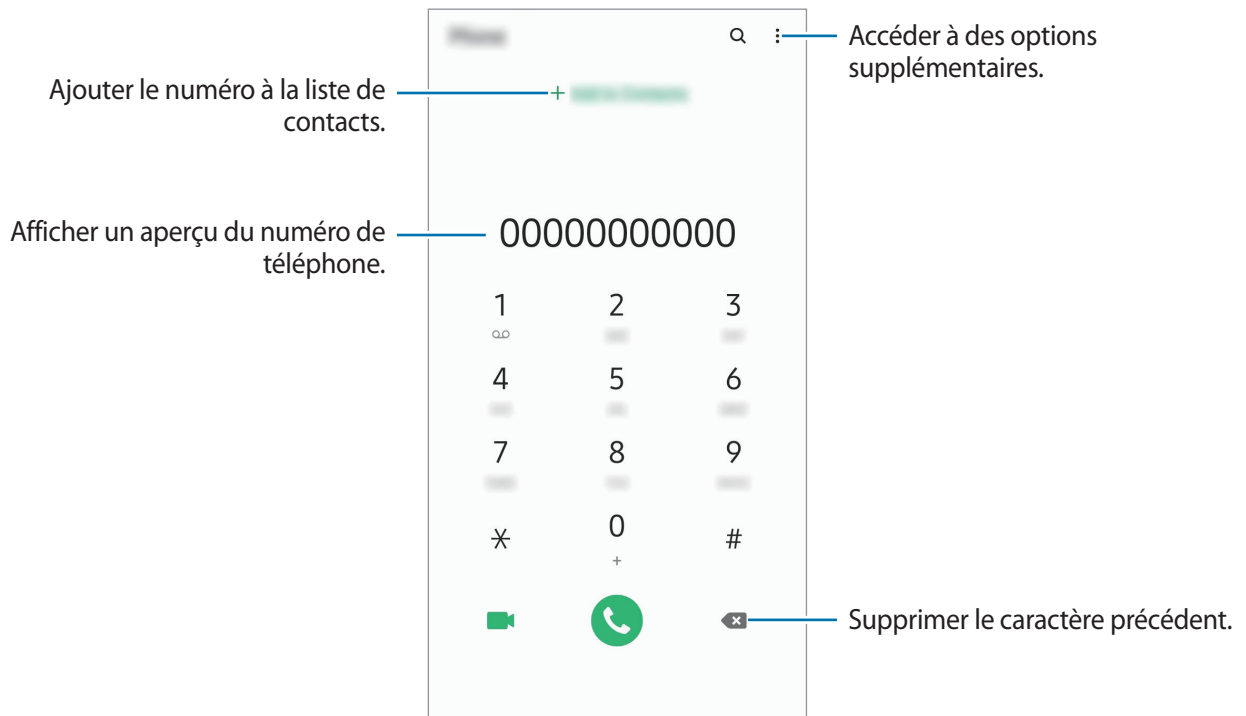 Accéder à des options
supplémentaires.
Ajouter le numéro à la liste de
contacts.
+
Afficher un aperçu du numéro de
téléphone.
00000000000
1 2 3
4 5 6
7 8 9
* 0 #
+
Supprimer le caractère précédent.